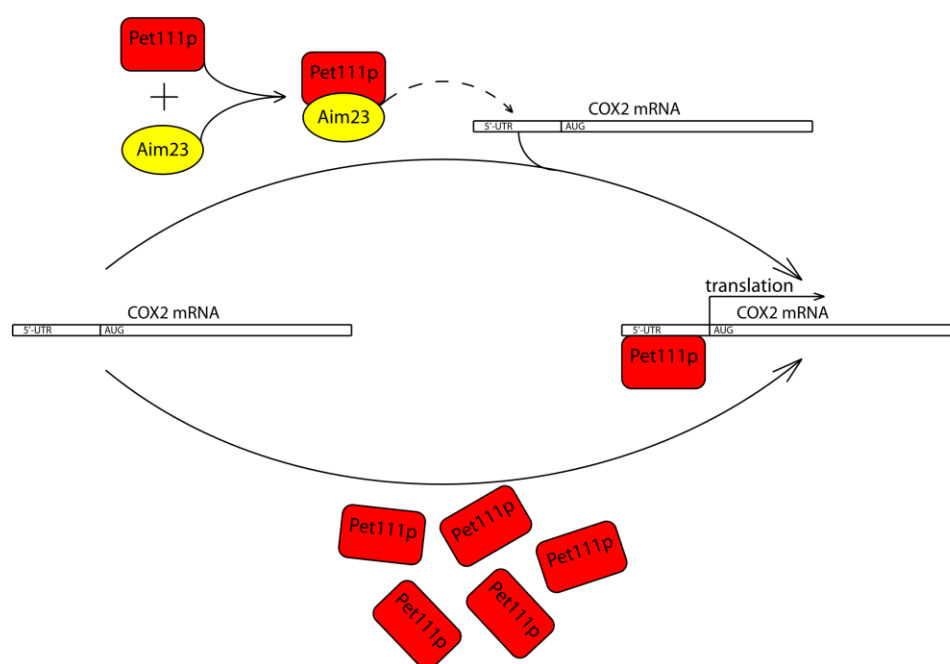 Pet111p
+
Aim23
Pet111p
Aim23
COX2 mRNA
5'-UTR AUG
COX2 mRNA
5'-UTR AUG
translation
COX2 mRNA
5'-UTR AUG
Pet111p
Pet111p
Pet111p
Pet111p
Pet111p
Pet111p